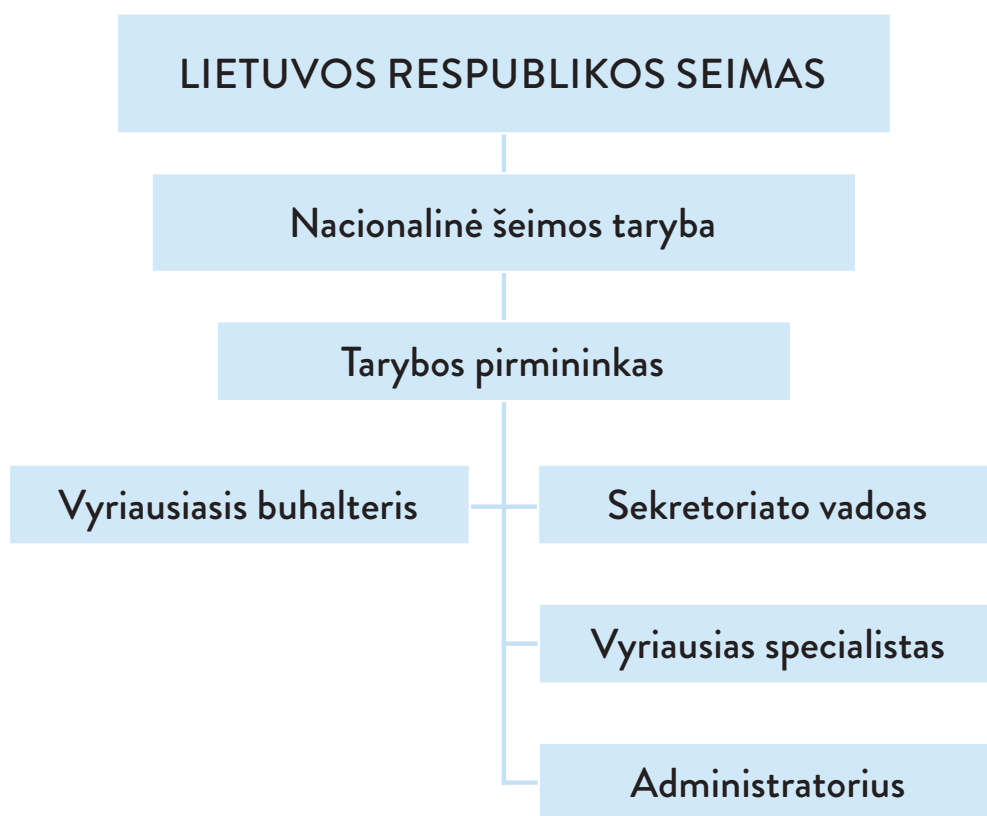 LIETUVOS RESPUBLIKOS SEIMAS
Nacionalinė šeimos taryba
Tarybos pirmininkas
Vyriausiasis buhalteris
Sekretoriato vadoas
Vyriausias specialistas
Administratorius